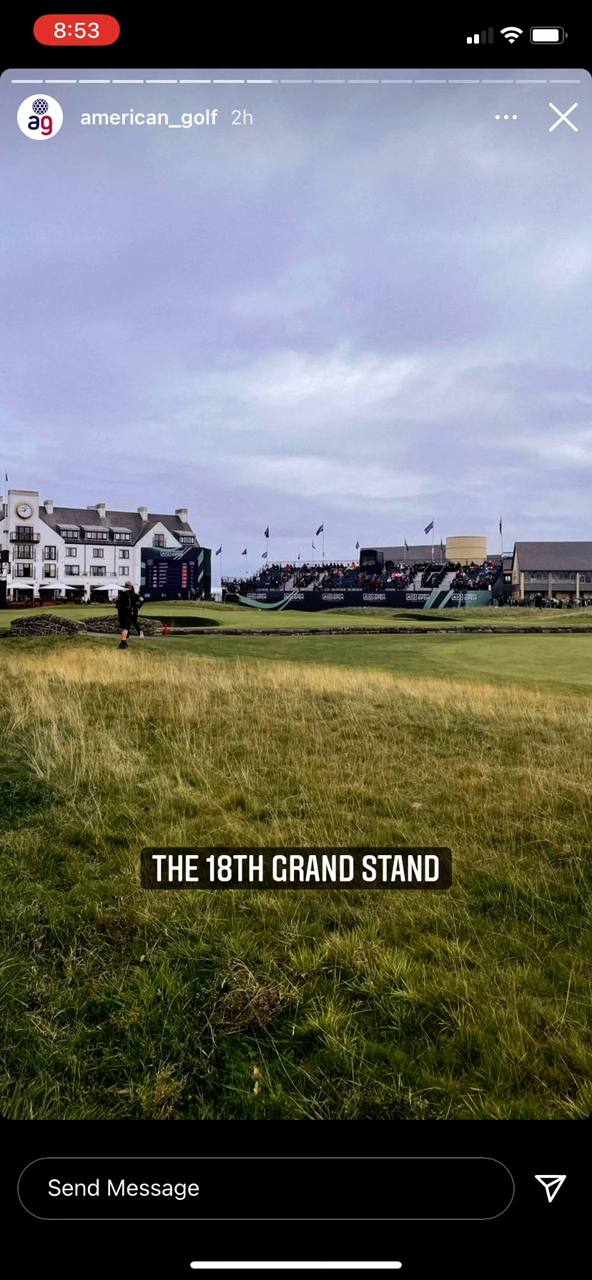 8:53
ag
american_golf 2h
THE 18TH GRAND STAND
Send Message